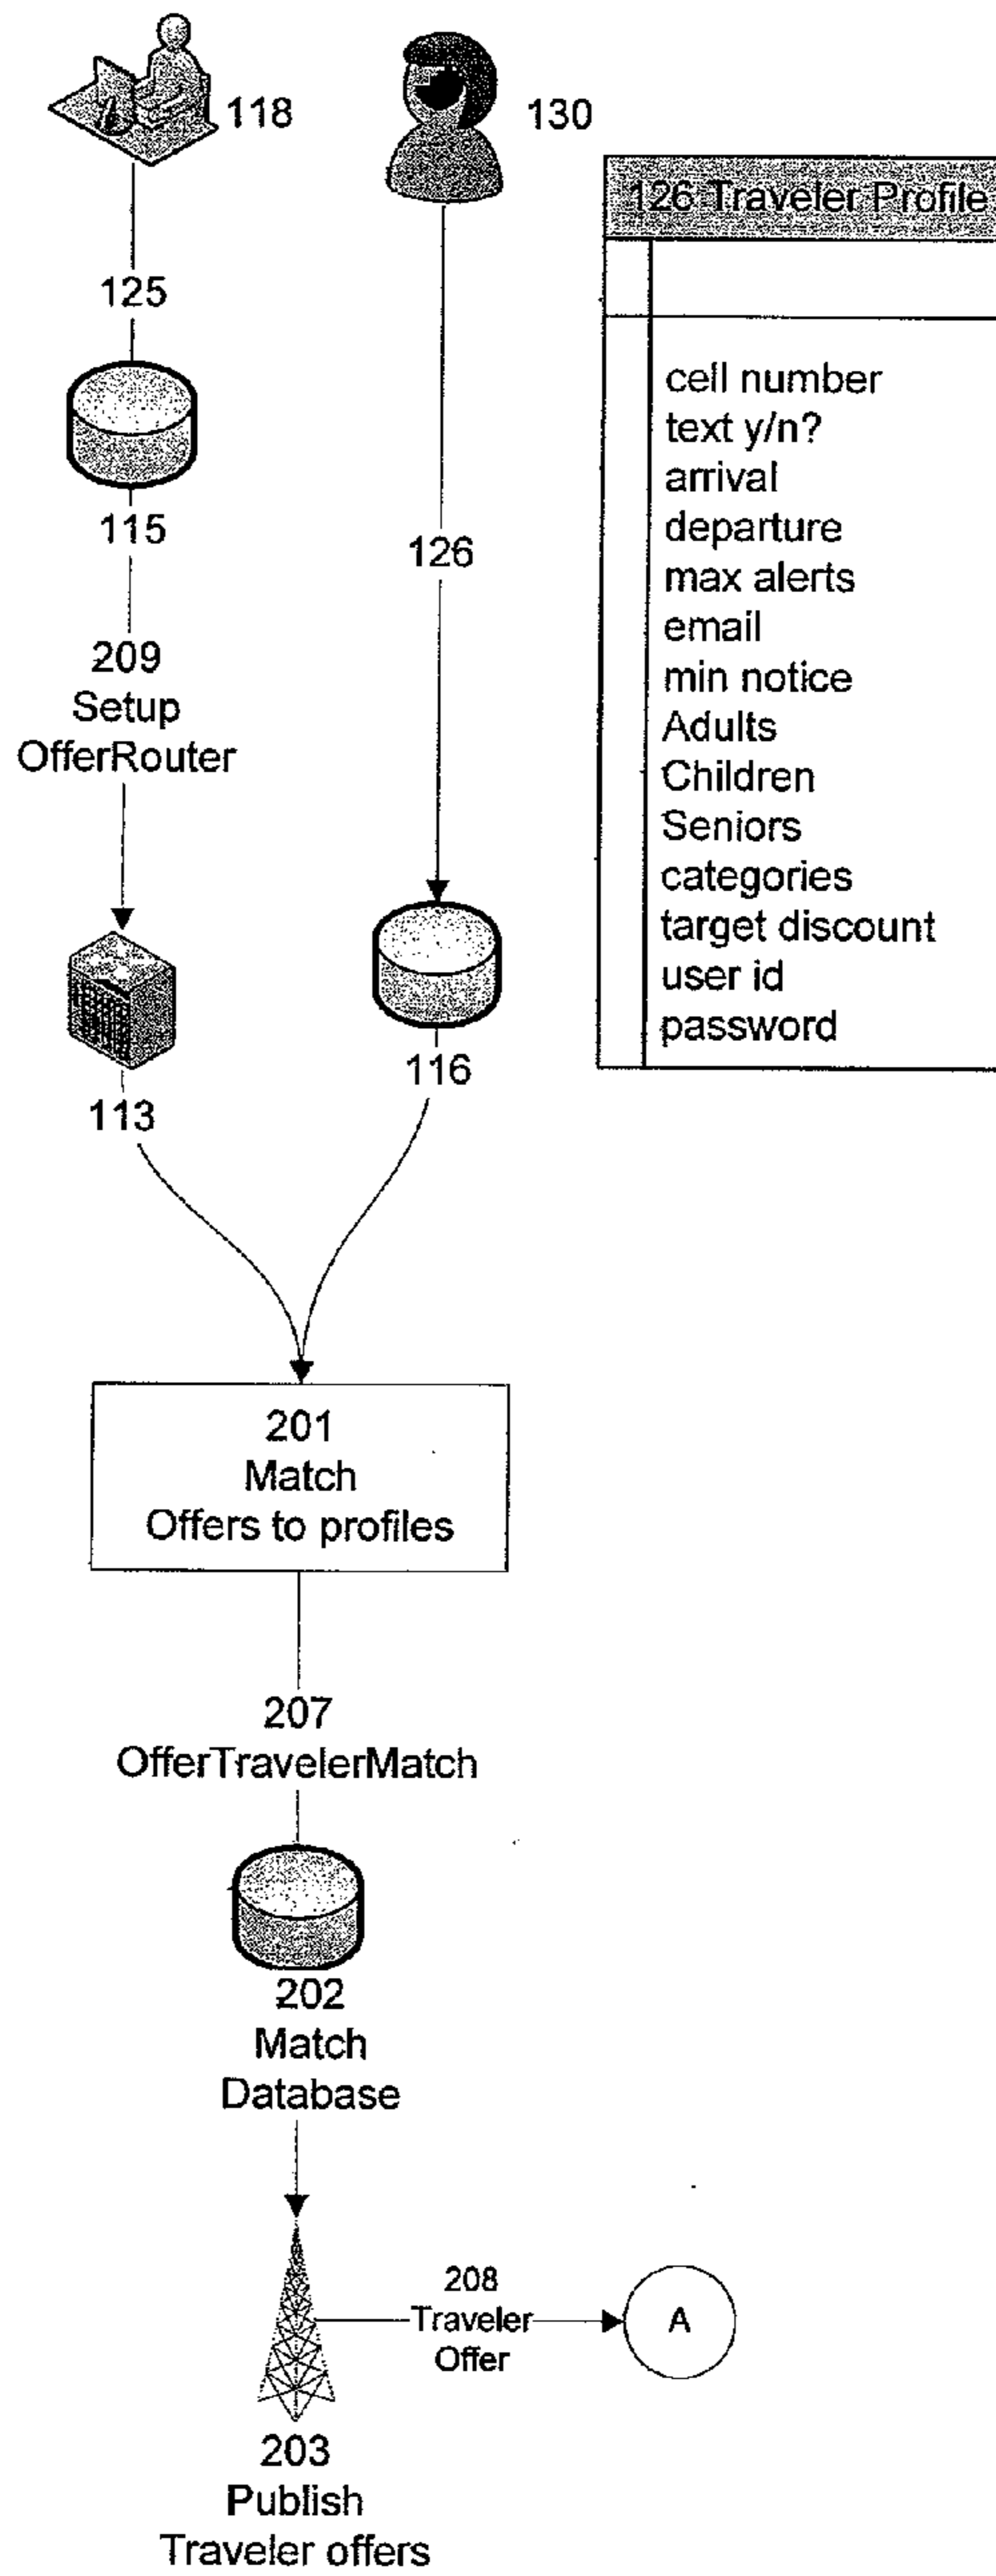 118
130
126 Traveler Profile
125
cell number
text y/n?
arrival
departure
max alerts
email
min notice
Adults
Children
Seniors
categories
target discount
user id
password
115
126
209
Setup
OfferRouter
116
113
201
Match
Offers to profiles
207
OfferTravelerMatch
202
Match
Database
208
Traveler
Offer
A
203
Publish
Traveler offers